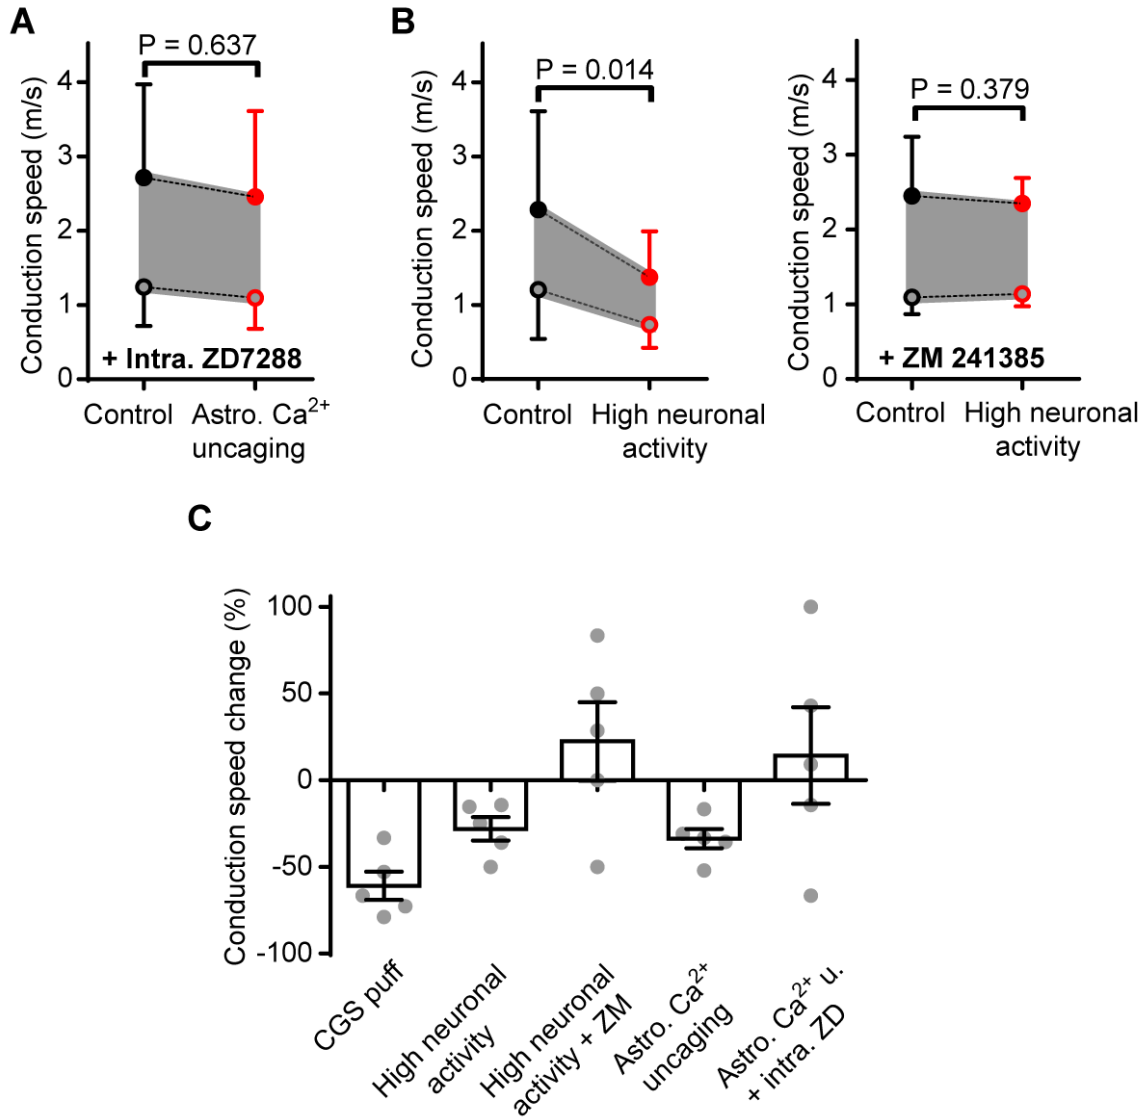 A
Conduction speed (m/s)
4
3
2
1
0
P = 0.637
+ Intra. ZD7288
Control
Astro. Ca²⁺
uncaging
B
Conduction speed (m/s)
4
3
2
1
0
P = 0.014
Control
High neuronal
activity
Conduction speed (m/s)
4
3
2
1
0
P = 0.379
+ ZM 241385
Control
High neuronal
activity
C
Conduction speed change (%)
100
50
0
-50
-100
CGS puff
High neuronal
activity
High neuronal
activity + ZM
Astro. Ca²⁺
uncaging
Astro. Ca²⁺ u.
+ intra. ZD